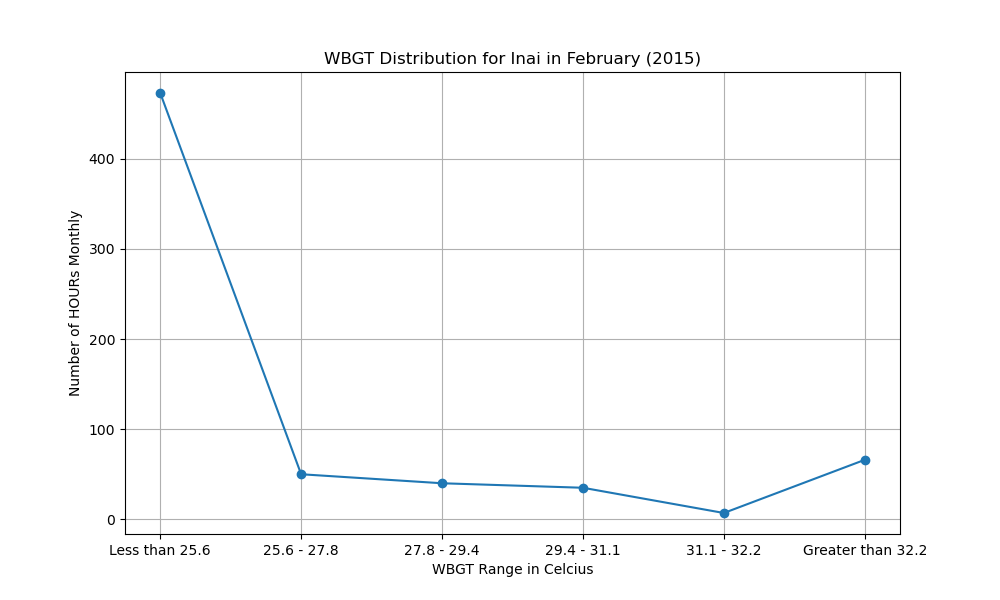 WBGT Distribution for Inai in February (2015)
Number of HOURs Monthly
400
300
200
100
0
Less than 25.6
25.6 - 27.8
27.8 - 29.4
29.4 - 31.1
31.1 - 32.2
Greater than 32.2
WBGT Range in Celcius